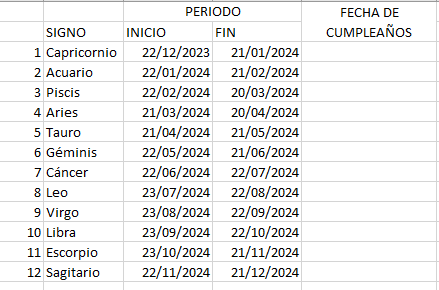 PERIODO FECHA DE
SIGNO INICIO FIN CUMPLEAÑOS
1 Capricornio 22/12/2023 21/01/2024
2 Acuario 22/01/2024 21/02/2024
3 Piscis 22/02/2024 20/03/2024
4 Aries 21/03/2024 20/04/2024
5 Tauro 21/04/2024 21/05/2024
6 Géminis 22/05/2024 21/06/2024
7 Cáncer 22/06/2024 22/07/2024
8 Leo 23/07/2024 22/08/2024
9 Virgo 23/08/2024 22/09/2024
10 Libra 23/09/2024 22/10/2024
11 Escorpio 23/10/2024 21/11/2024
12 Sagitario 22/11/2024 21/12/2024